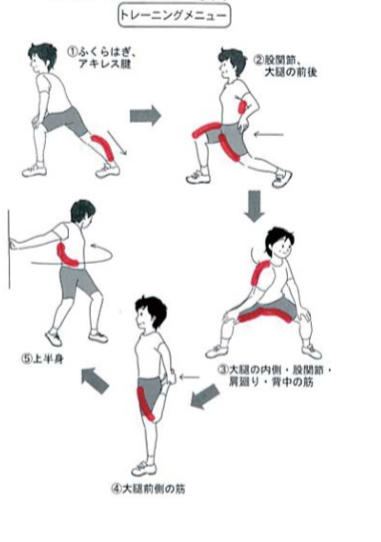 トレーニングメニュー
①ふくらはぎ、
アキレス腱
②股関節、
大腿の前後
③大腿の内側・股関節・
肩廻り・背中の筋
④大腿前側の筋
⑤上半身